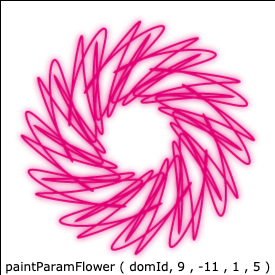 paintParamFlower ( domId, 9 , -11 , 1 , 5 )